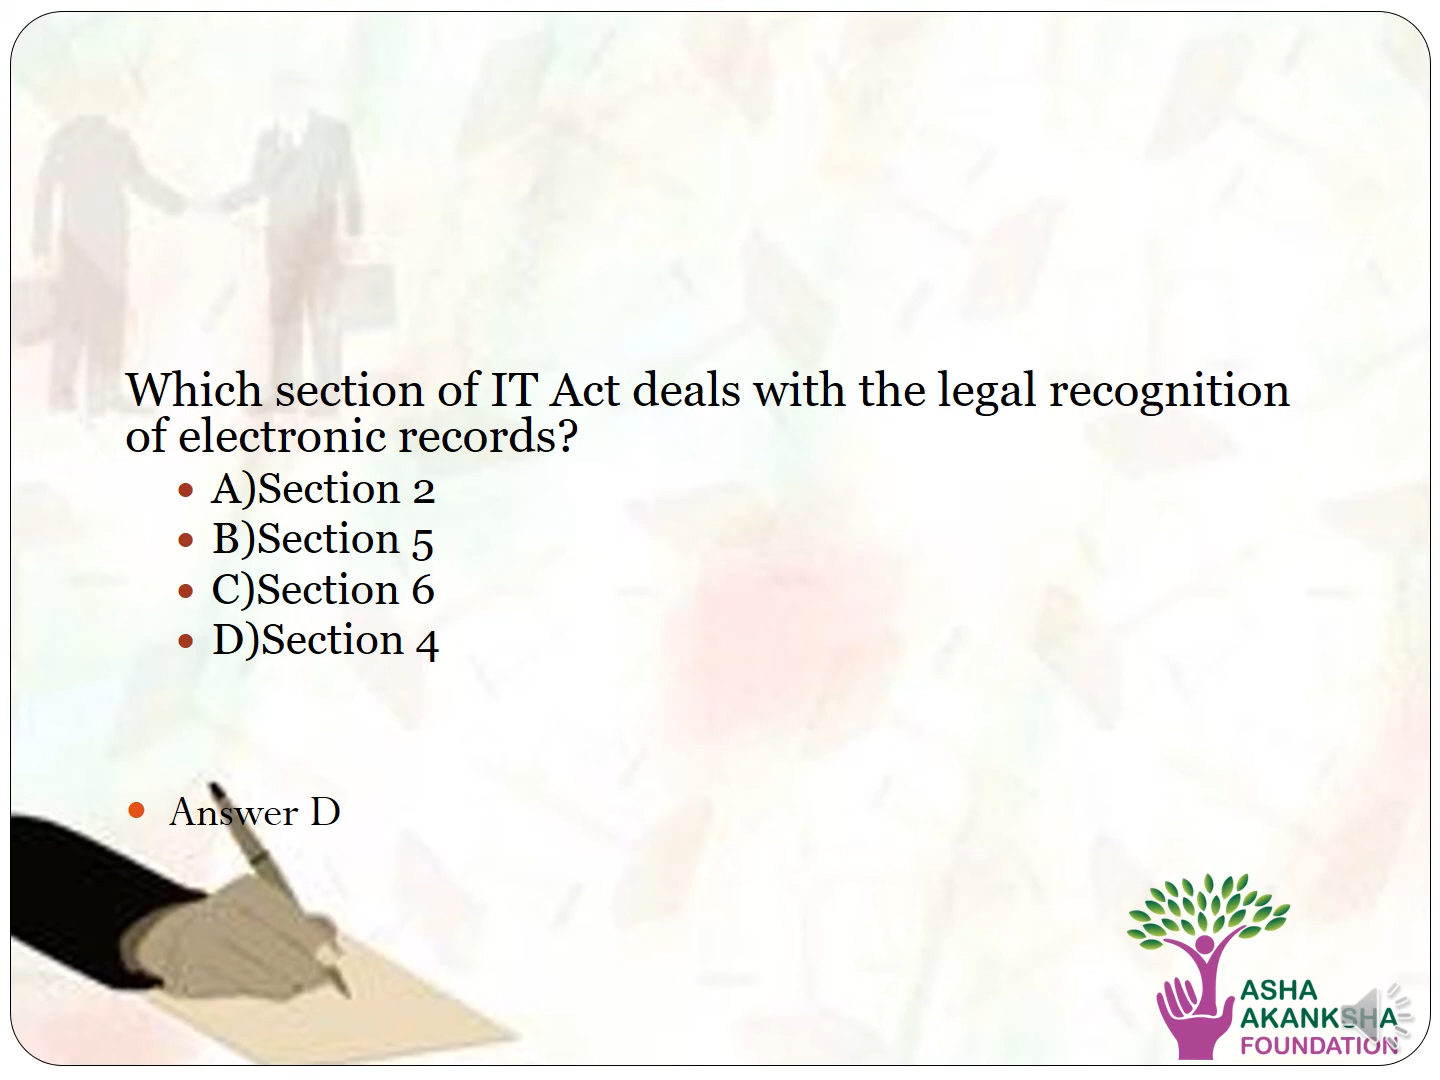 Which section of IT Act deals with the legal recognition
of electronic records?
• A)Section 2
• B)Section 5
• C)Section 6
• D)Section 4
• Answer D
ASHA
AKANKSHA
FOUNDATION